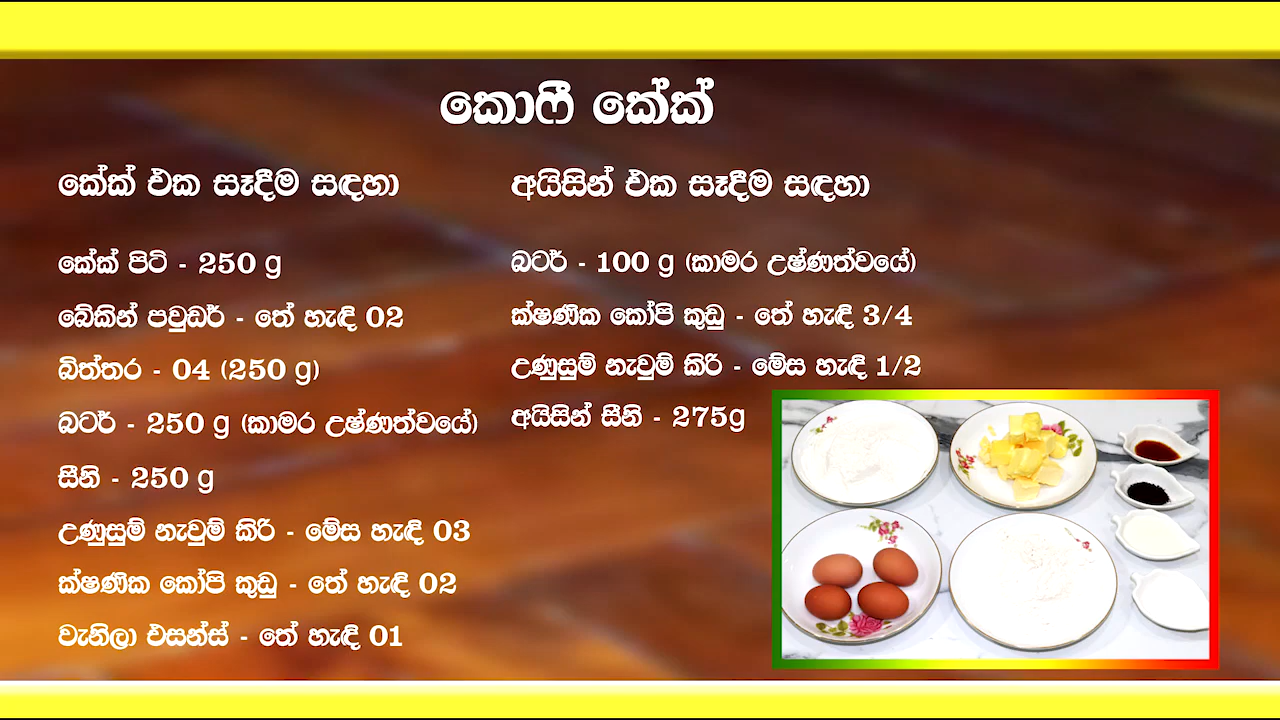 කොෆී කේක්
කේක් එක සෑදීම සඳහා
කේක් පිටි - 250 g
බේකින් පවුඩර් - තේ හැඳි 02
බිත්තර - 04 (250 g)
බටර් - 250 g (කාමර උෂ්ණත්වයේ)
සීනි - 250 g
උණුසුම් නැවුම් කිරි - මේස හැඳි 03
ක්ෂණික කෝපි කුඩු - තේ හැඳි 02
වැනිලා එසන්ස් - තේ හැඳි 01
අයිසින් එක සෑදීම සඳහා
බටර් - 100 g (කාමර උෂ්ණත්වයේ)
ක්ෂණික කෝපි කුඩු - තේ හැඳි 3/4
උණුසුම් නැවුම් කිරි - මේස හැඳි 1/2
අයිසින් සීනි - 275g